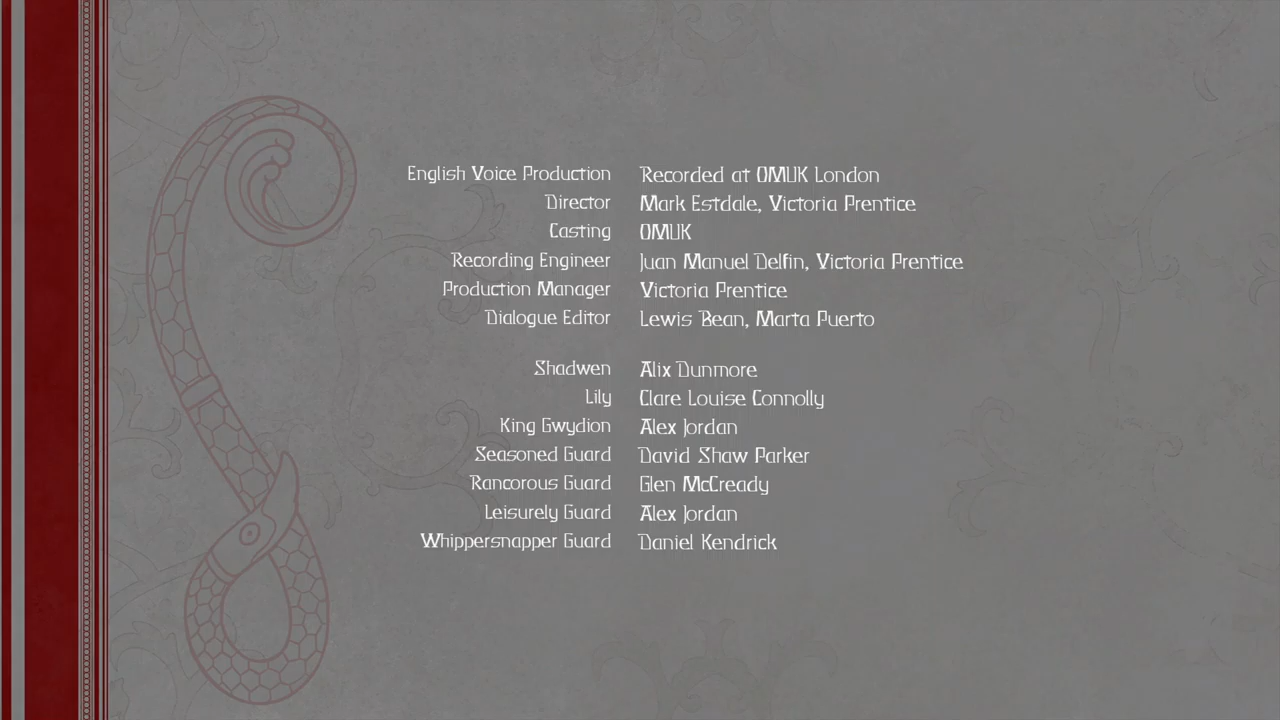 English Voice Production Recorded at OMUK London
Director Mark Estdale, Victoria Prentice
Casting OMUK
Recording Engineer Juan Manuel Delfin, Victoria Prentice
Production Manager Victoria Prentice
Dialogue Editor Lewis Bean, Marta Puerto
Shadwen Alix Dunmore
Lily Clare Louise Connolly
King Gwydion Alex Jordan
Seasoned Guard David Shaw Parker
Rancorous Guard Glen McCready
Leisurely Guard Alex Jordan
Whippersnapper Guard Daniel Kendrick